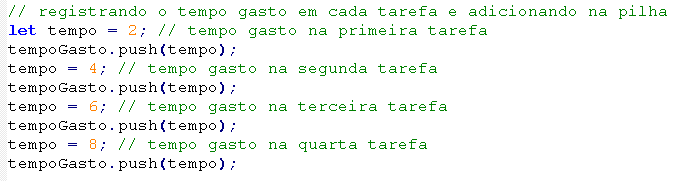 // registrando o tempo gasto em cada tarefa e adicionando na pilha
let tempo = 2; // tempo gasto na primeira tarefa
tempoGasto.push(tempo);
tempo = 4; // tempo gasto na segunda tarefa
tempoGasto.push(tempo);
tempo = 6; // tempo gasto na terceira tarefa
tempoGasto.push(tempo);
tempo = 8; // tempo gasto na quarta tarefa
tempoGasto.push(tempo);